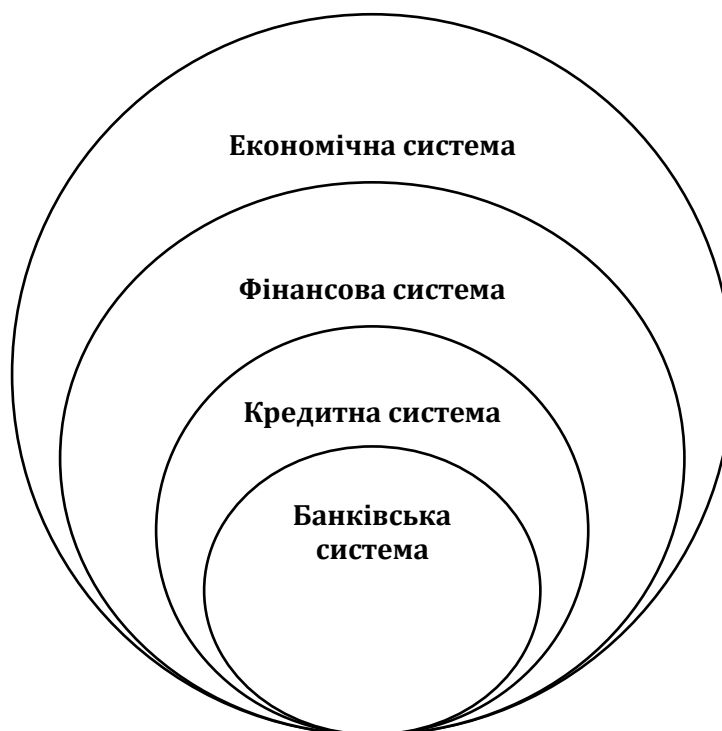 Економічна система
Фінансова система
Кредитна система
Банківська
система